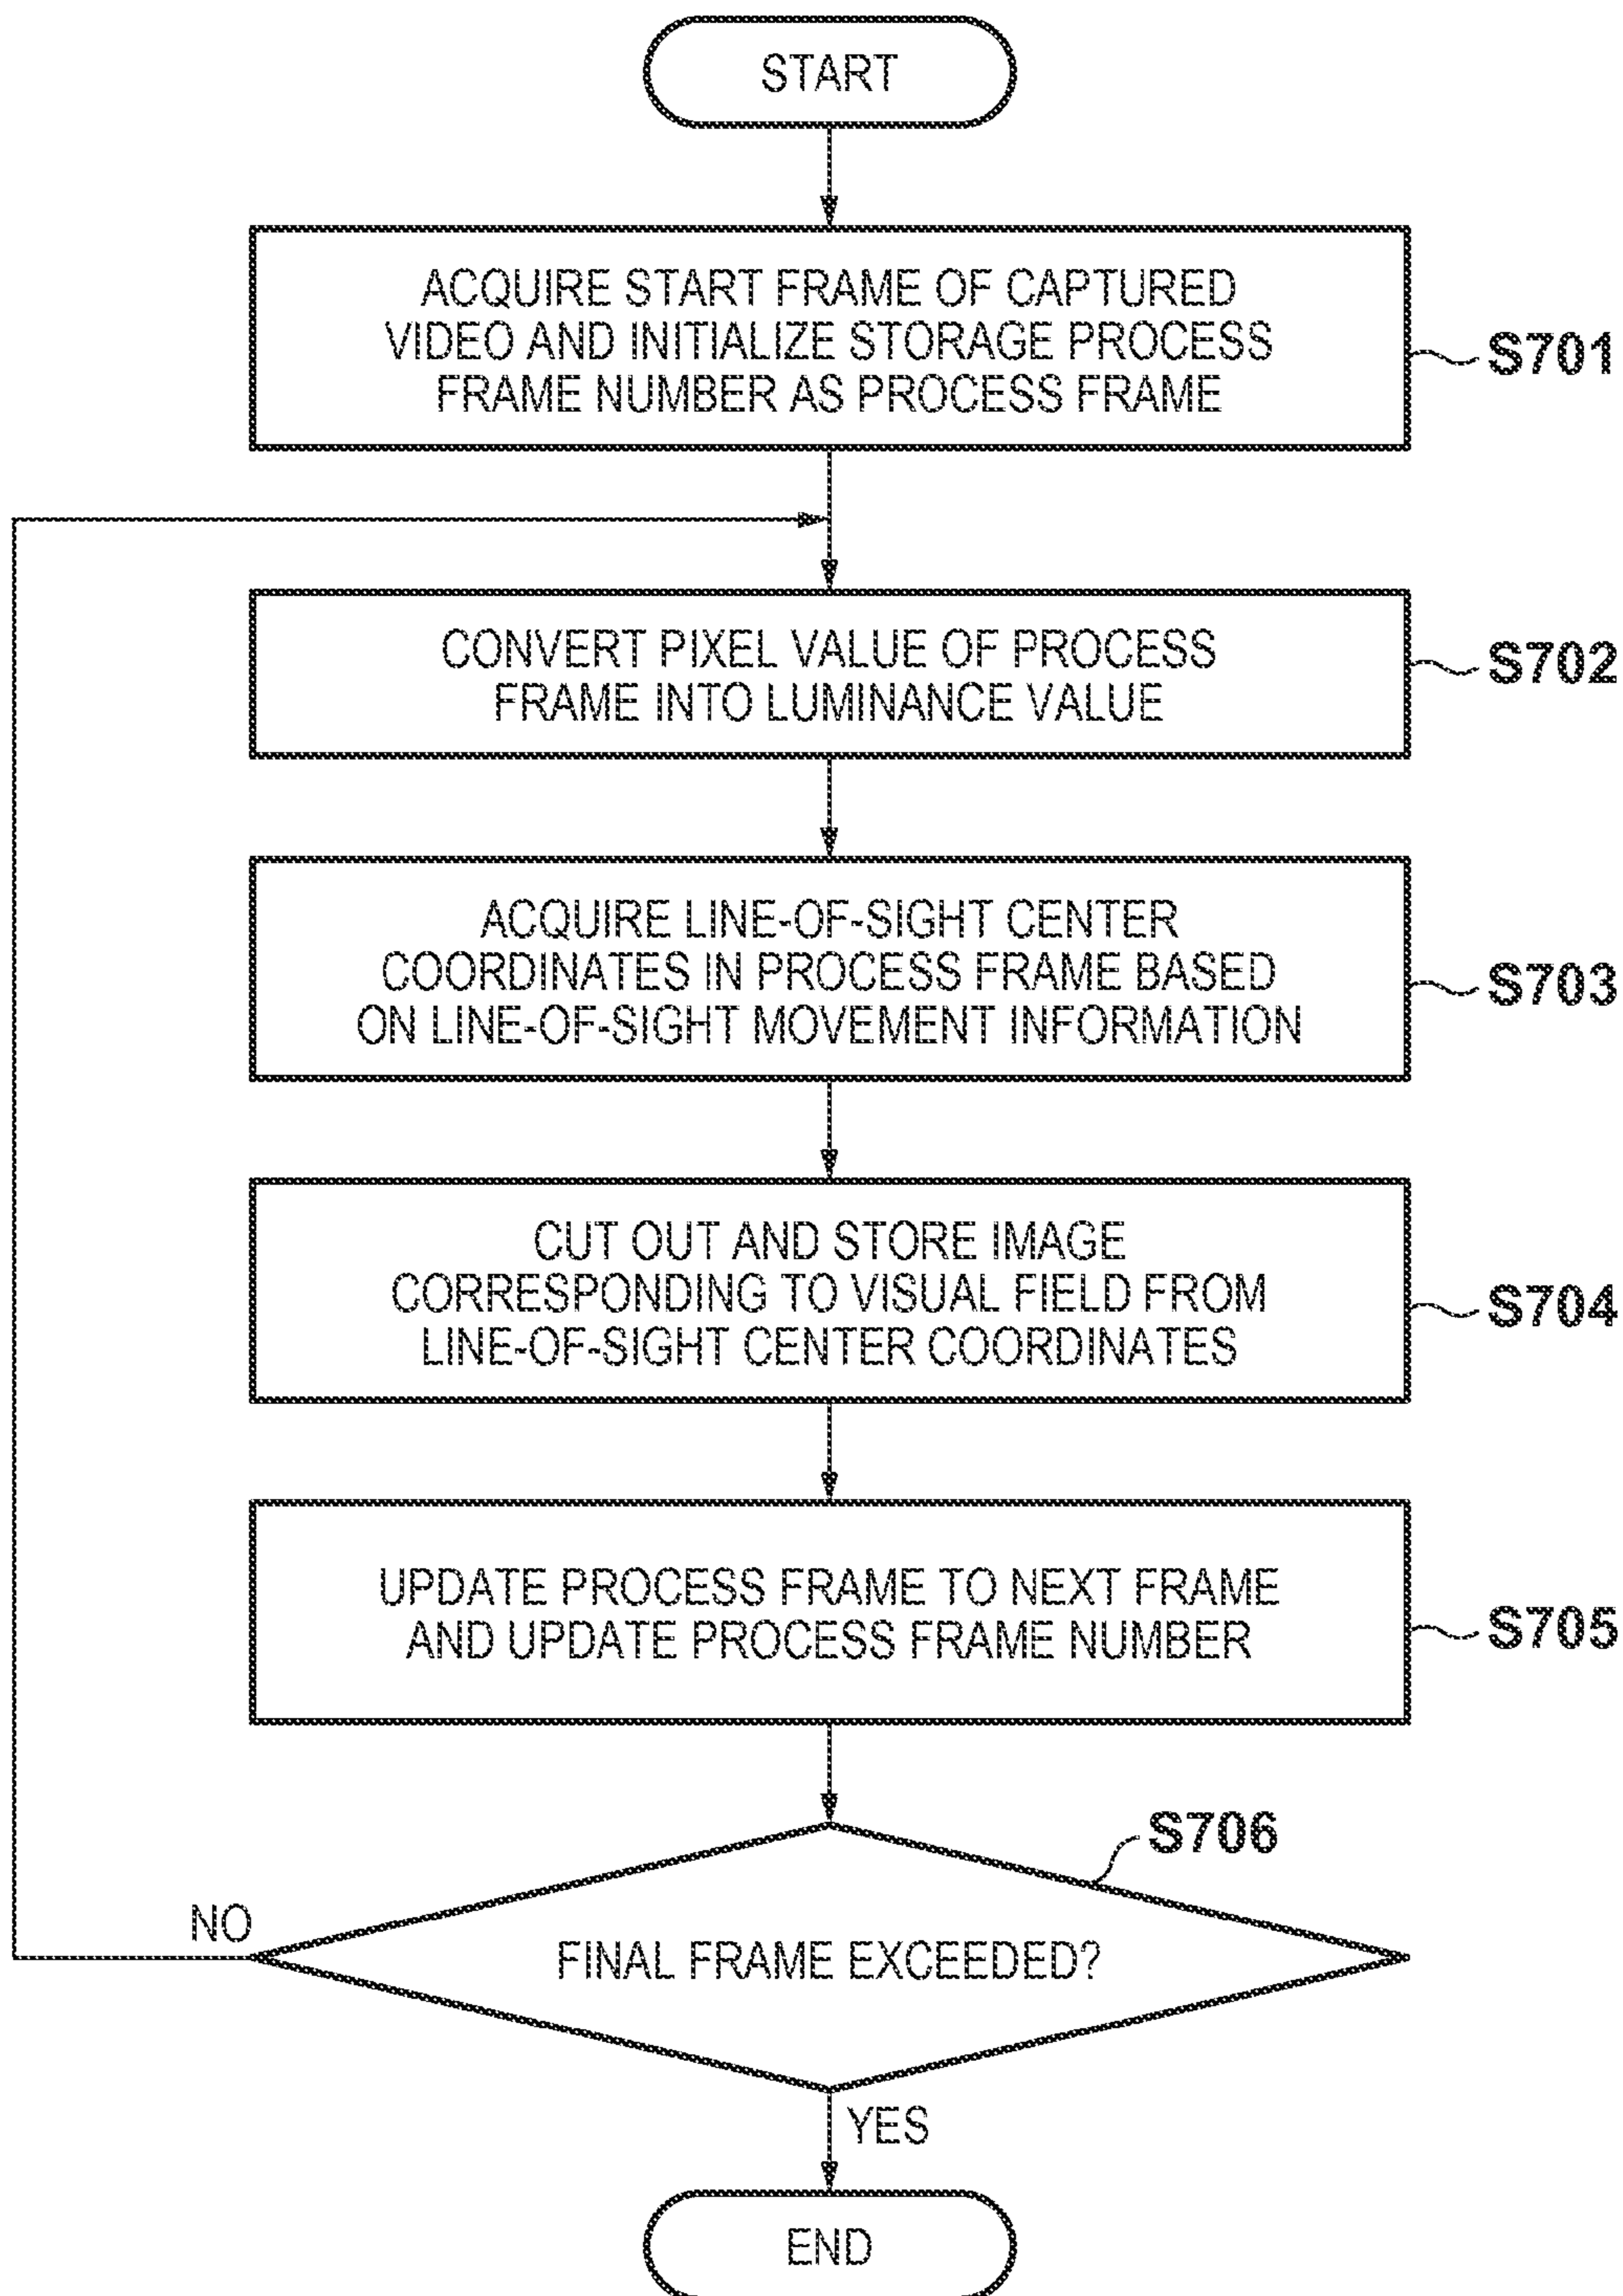 START
ACQUIRE START FRAME OF CAPTURED
VIDEO AND INITIALIZE STORAGE PROCESS
FRAME NUMBER AS PROCESS FRAME
S701
CONVERT PIXEL VALUE OF PROCESS
FRAME INTO LUMINANCE VALUE
S702
ACQUIRE LINE-OF-SIGHT CENTER
COORDINATES IN PROCESS FRAME BASED
ON LINE-OF-SIGHT MOVEMENT INFORMATION
S703
CUT OUT AND STORE IMAGE
CORRESPONDING TO VISUAL FIELD FROM
LINE-OF-SIGHT CENTER COORDINATES
S704
UPDATE PROCESS FRAME TO NEXT FRAME
AND UPDATE PROCESS FRAME NUMBER
S705
S706
NO
FINAL FRAME EXCEEDED?
YES
END